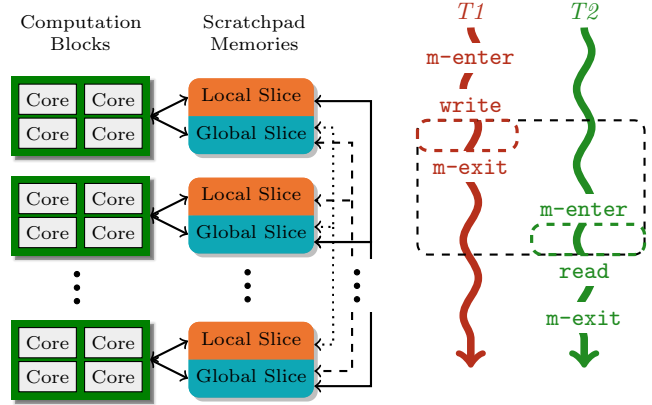 Computation
Blocks
Scratchpad
Memories
Core Core
Core Core
Local Slice
Global Slice
Core Core
Core Core
Local Slice
Global Slice
Core Core
Core Core
Local Slice
Global Slice
T1
m-enter
write
m-exit
T2
m-enter
read
m-exit